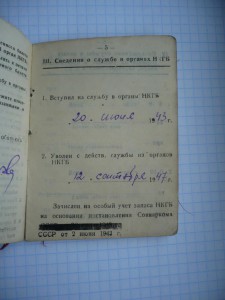 — 3 —
III. Сведения о службе в органах НКГБ
1. Вступил на службу в органы НКГБ
20. июля 1943 г.
2. Уволен с действ. службы из органов
НКГБ
12. сентября 1947 г.
Зачислен на особый учет запаса НКГБ
на основании постановления Совнаркома
СССР от 2 июля 1942 г.